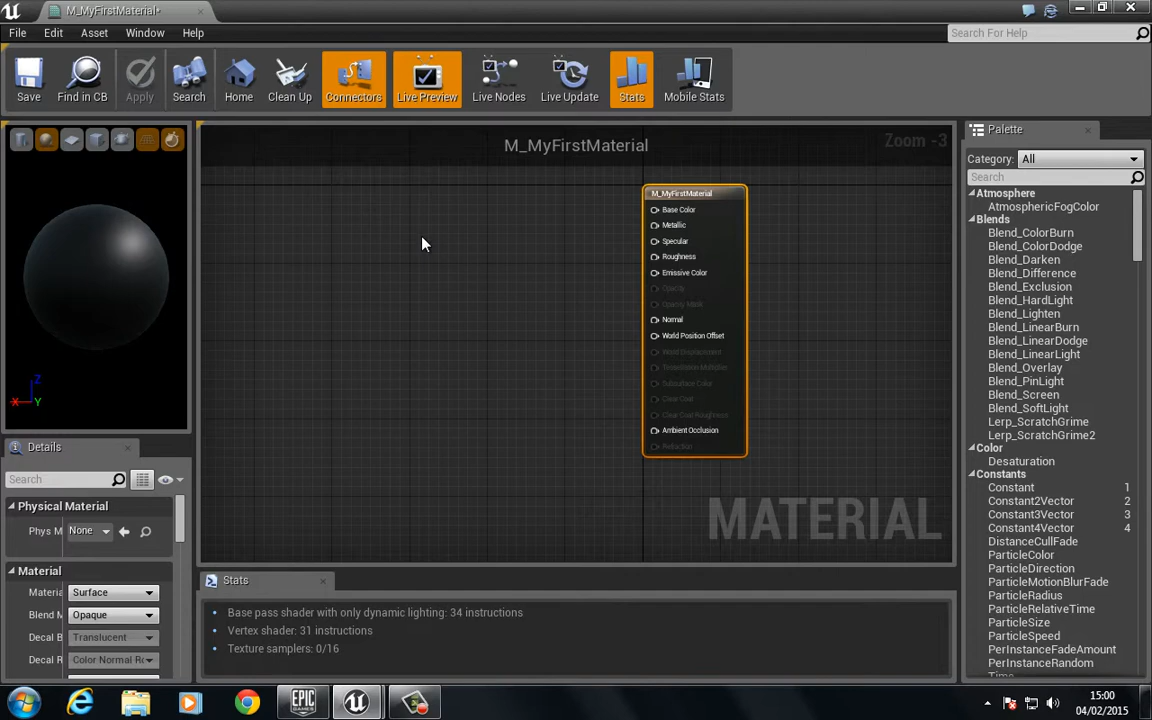 M_MyFirstMaterial*
File Edit Asset Window Help
Search For Help
Save Find in CB Apply Search Home Clean Up Connectors Live Preview Live Nodes Live Update Stats Mobile Stats
M_MyFirstMaterial
Zoom -3
Palette
Category: All
Search
Atmosphere
AtmosphericFogColor
Blends
Blend_ColorBurn
Blend_ColorDodge
Blend_Darken
Blend_Difference
Blend_Exclusion
Blend_HardLight
Blend_Lighten
Blend_LinearBurn
Blend_LinearDodge
Blend_LinearLight
Blend_Overlay
Blend_PinLight
Blend_Screen
Blend_SoftLight
Lerp_ScratchGrime
Lerp_ScratchGrime2
Color
Desaturation
Constants
Constant 1
Constant2Vector 2
Constant3Vector 3
Constant4Vector 4
DistanceCullFade
ParticleColor
ParticleDirection
ParticleMotionBlurFade
ParticleRadius
ParticleRelativeTime
ParticleSize
ParticleSpeed
PerInstanceFadeAmount
PerInstanceRandom
Time
M_MyFirstMaterial
Base Color
Metallic
Specular
Roughness
Emissive Color
Opacity
Opacity Mask
Normal
World Position Offset
World Displacement
Tessellation Multiplier
Subsurface Color
Clear Coat
Clear Coat Roughness
Ambient Occlusion
Refraction
MATERIAL
Z
X
Y
Details
Search
Physical Material
Phys M None
Material
Materia Surface
Blend M Opaque
Decal B Translucent
Decal R Color Normal Ro
Stats
Base pass shader with only dynamic lighting: 34 instructions
Vertex shader: 31 instructions
Texture samplers: 0/16
EPIC GAMES
15:00
04/02/2015